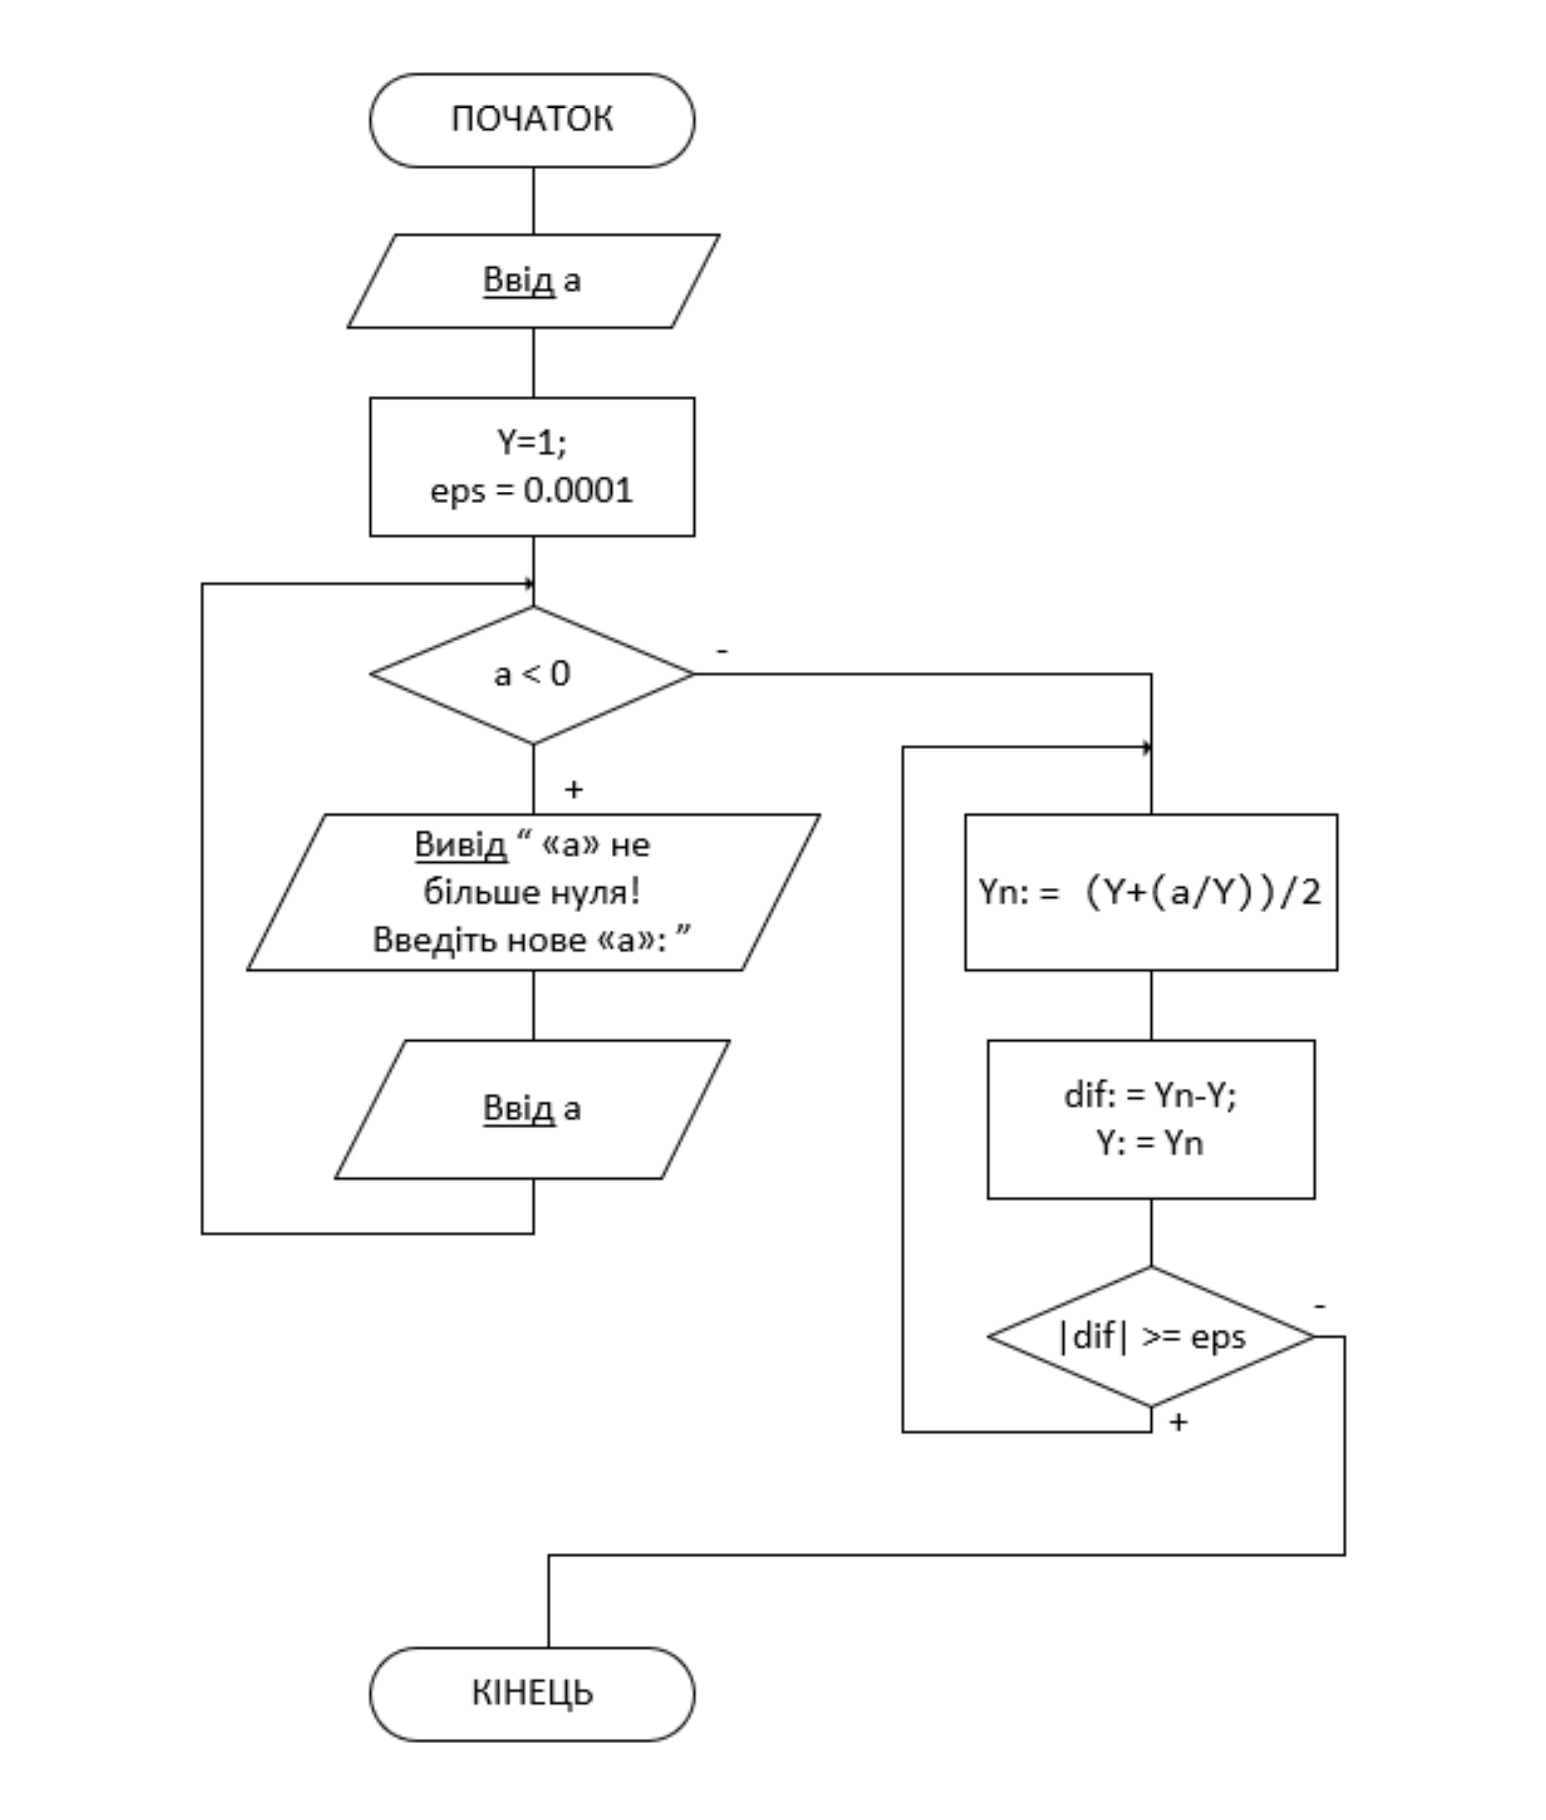 ПОЧАТОК
Ввід a
Y=1;
eps = 0.0001
a < 0
-
+
Вивід “ «a» не
більше нуля!
Введіть нове «a»: ”
Ввід a
Yn: = (Y+(a/Y))/2
dif: = Yn-Y;
Y: = Yn
|dif| >= eps
-
+
КІНЕЦЬ